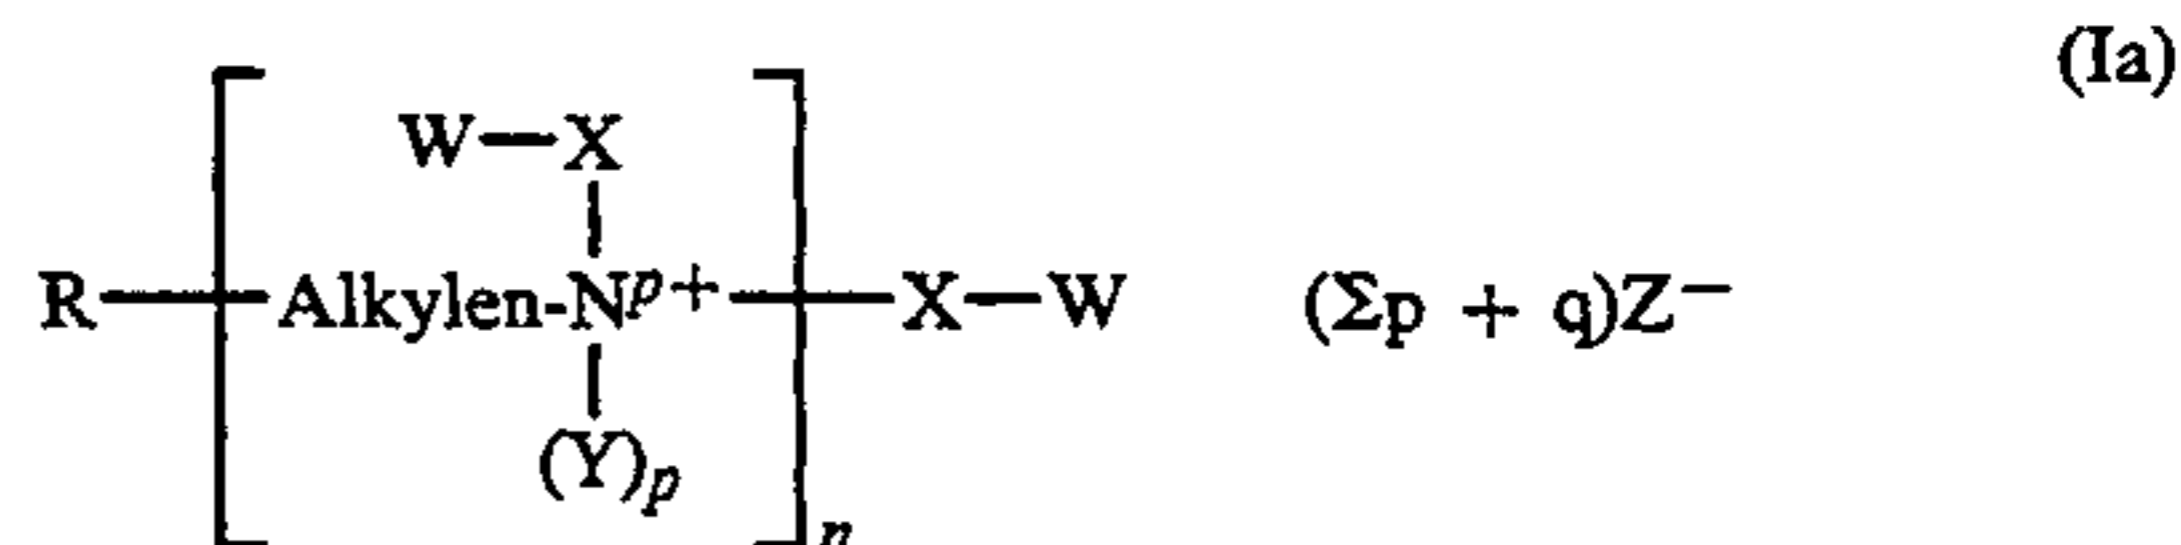 (Ia)
W—X
R—[Alkylen-Nᵖ⁺—]—X—W (Σp + q)Z⁻
(Y)ₚ
n